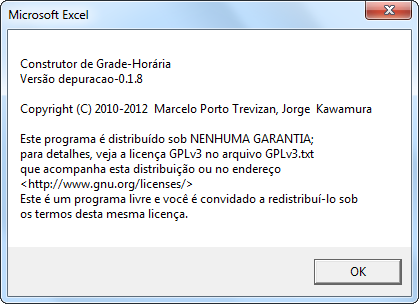 Microsoft Excel
Construtor de Grade-Horária
Versão depuracao-0.1.8
Copyright (C) 2010-2012  Marcelo Porto Trevizan, Jorge  Kawamura
Este programa é distribuído sob NENHUMA GARANTIA;
para detalhes, veja a licença GPLv3 no arquivo GPLv3.txt
que acompanha esta distribuição ou no endereço
<http://www.gnu.org/licenses/>
Este é um programa livre e você é convidado a redistribuí-lo sob
os termos desta mesma licença.
OK